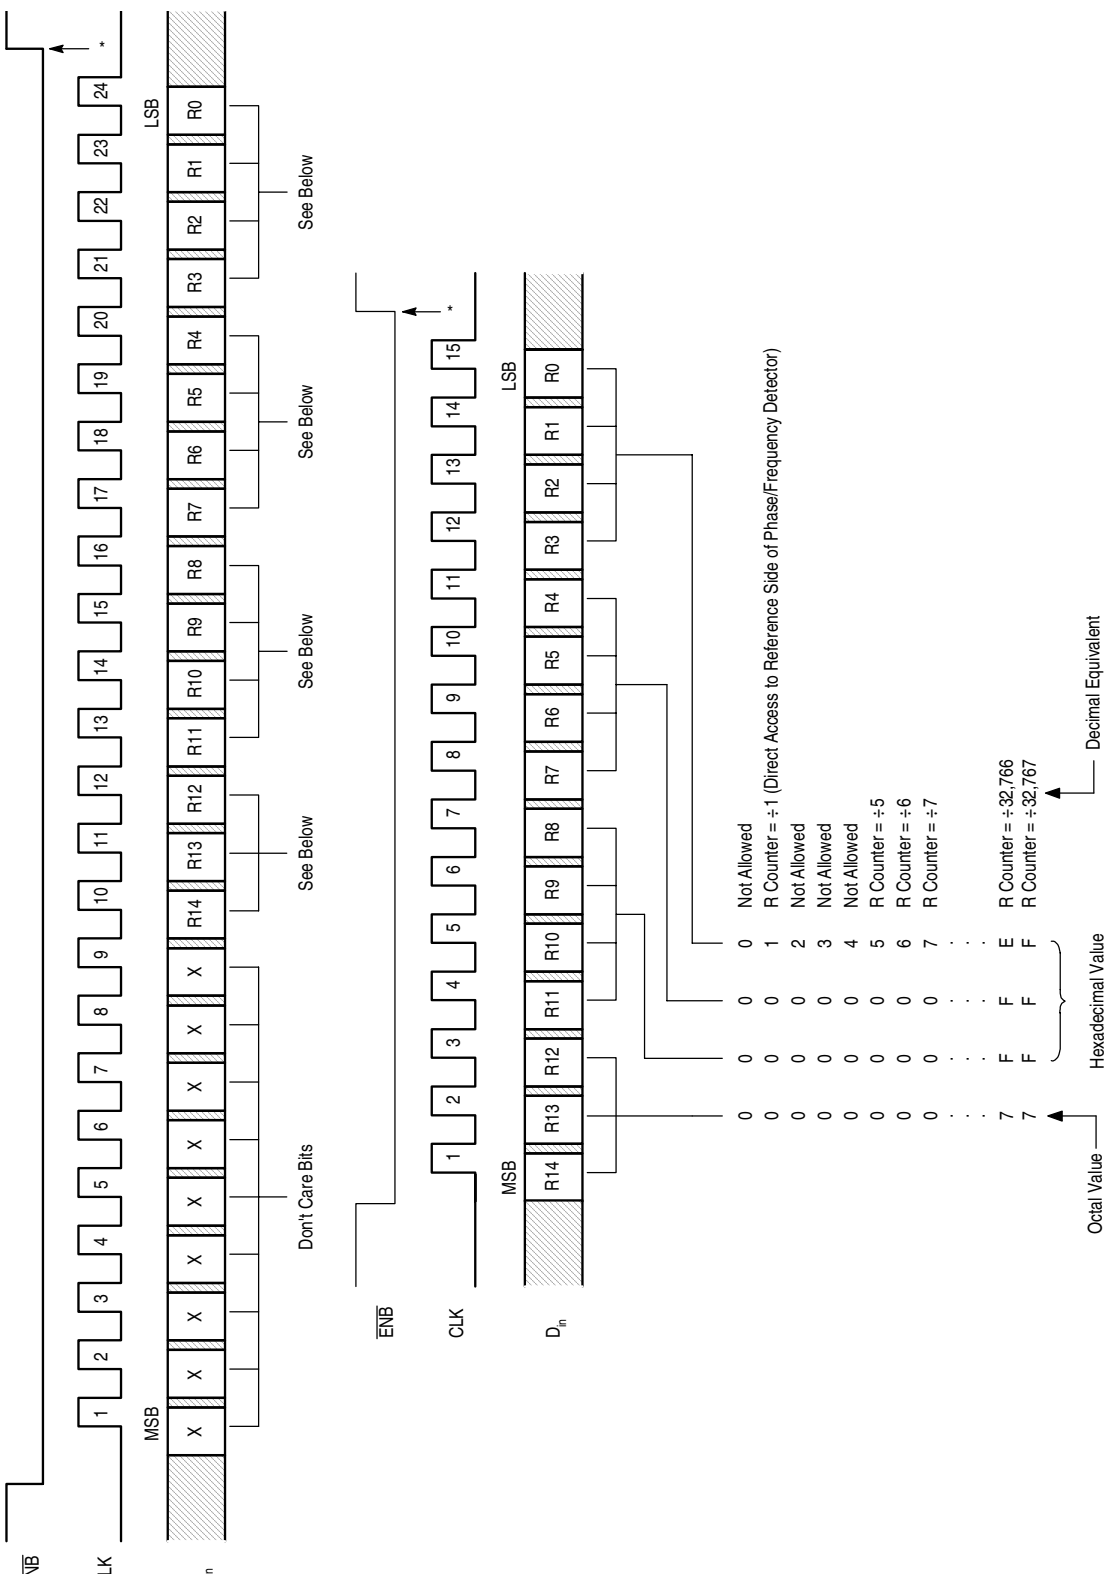 NB
LK 1 2 3 4 5 6 7 8 9 10 11 12 13 14 15 16 17 18 19 20 21 22 23 24 *
MSB LSB
n X X X X X X X X X R14 R13 R12 R11 R10 R9 R8 R7 R6 R5 R4 R3 R2 R1 R0
Don't Care Bits See Below See Below See Below See Below
ENB
CLK 1 2 3 4 5 6 7 8 9 10 11 12 13 14 15 *
MSB LSB
Din R14 R13 R12 R11 R10 R9 R8 R7 R6 R5 R4 R3 R2 R1 R0
0 0 0 0 Not Allowed
0 0 0 1 R Counter = ÷1 (Direct Access to Reference Side of Phase/Frequency Detector)
0 0 0 2 Not Allowed
0 0 0 3 Not Allowed
0 0 0 4 Not Allowed
0 0 0 5 R Counter = ÷5
0 0 0 6 R Counter = ÷6
0 0 0 7 R Counter = ÷7
· · · ·
· · · ·
· · · ·
7 F F E R Counter = ÷32,766
7 F F F R Counter = ÷32,767
Octal Value Hexadecimal Value Decimal Equivalent